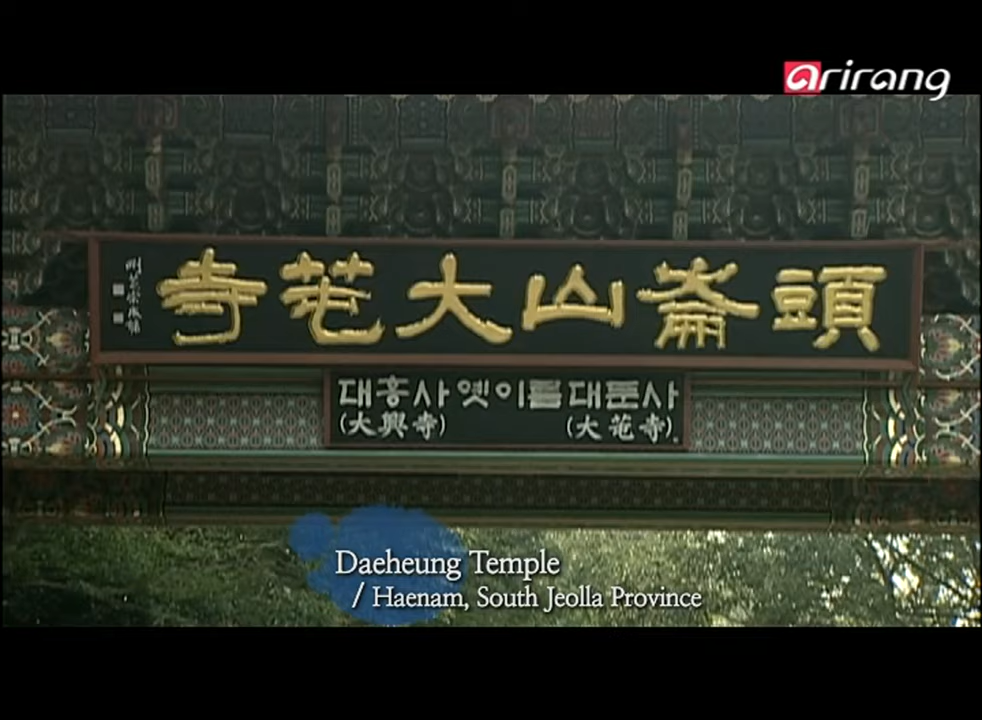 arirang
頭崙山大芚寺
대흥사 옛이름 대둔사
(大興寺) (大芚寺)
Daeheung Temple
/ Haenam, South Jeolla Province